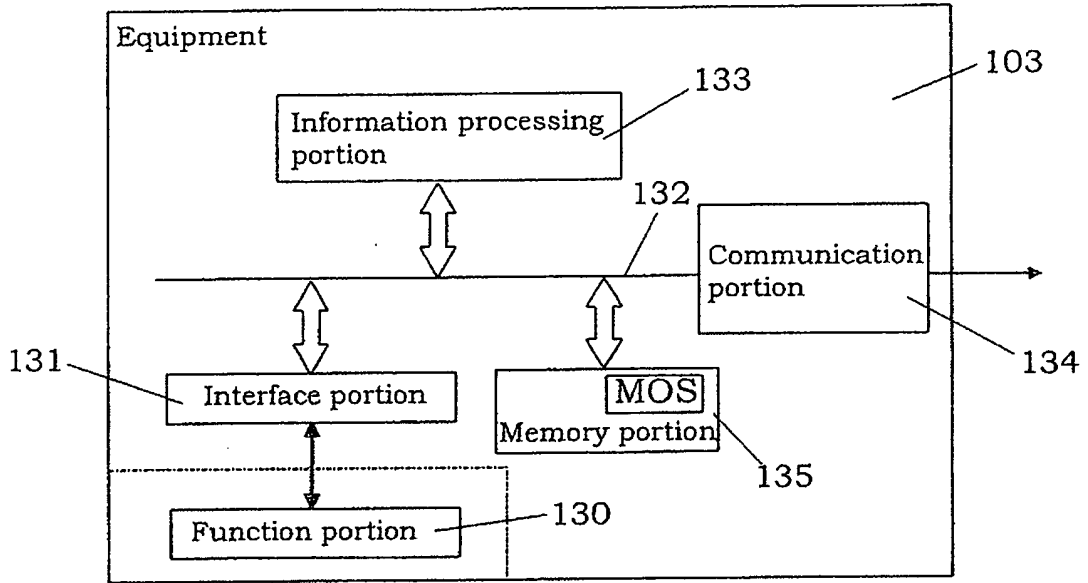 Equipment
103
133
Information processing
portion
132
Communication
portion
134
131
Interface portion
MOS
Memory portion
135
Function portion
130